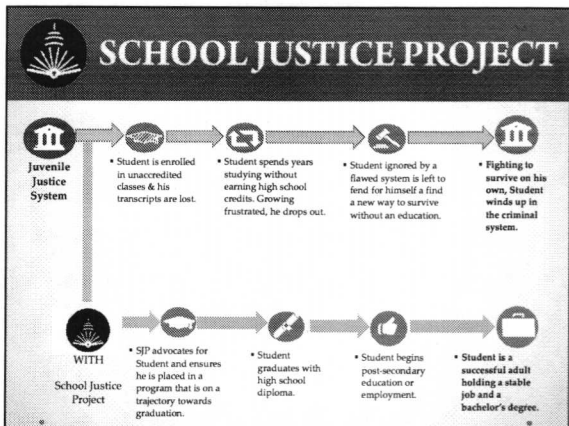 SCHOOL JUSTICE PROJECT
Juvenile
Justice
System
• Student is enrolled
in unaccredited
classes & his
transcripts are lost.
• Student spends years
studying without
earning high school
credits. Growing
frustrated, he drops out.
• Student ignored by a
flawed system is left to
fend for himself a find
a new way to survive
without an education.
• Fighting to
survive on his
own, Student
winds up in
the criminal
system.
WITH
School Justice
Project
• SJP advocates for
Student and ensures
he is placed in a
program that is on a
trajectory towards
graduation.
• Student
graduates with
high school
diploma.
• Student begins
post-secondary
education or
employment.
• Student is a
successful adult
holding a stable
job and a
bachelor's degree.